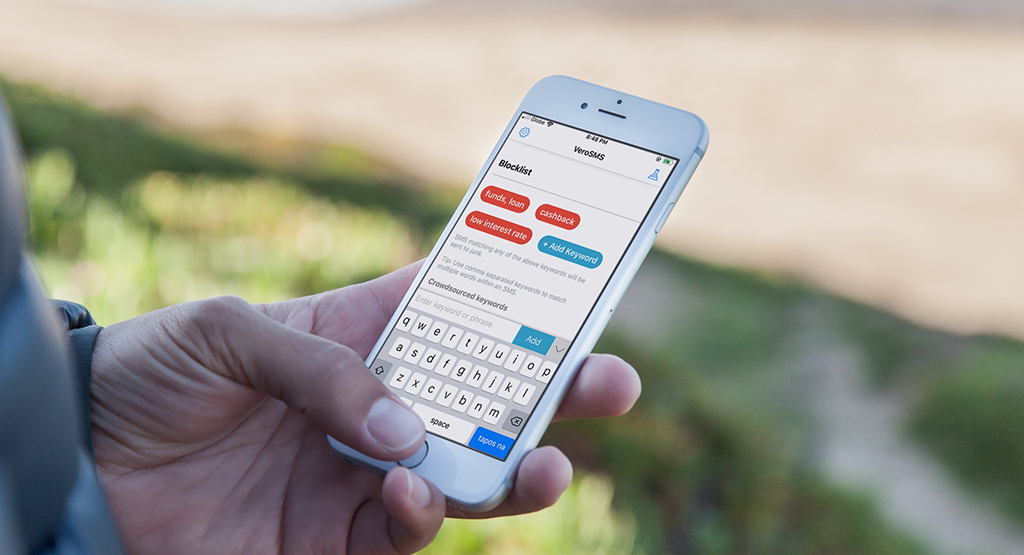 Globe
8:48 PM
VeroSMS
Blocklist
funds, loan
cashback
low interest rate
+ Add Keyword
SMS matching any of the above keywords will be
sent to junk.
Tip: Use comma separated keywords to match
multiple words within an SMS.
Crowdsourced keywords
Enter keyword or phrase
Add
q w e r t y u i o p
a s d f g h j k l
z x c v b n m
space
tapos na